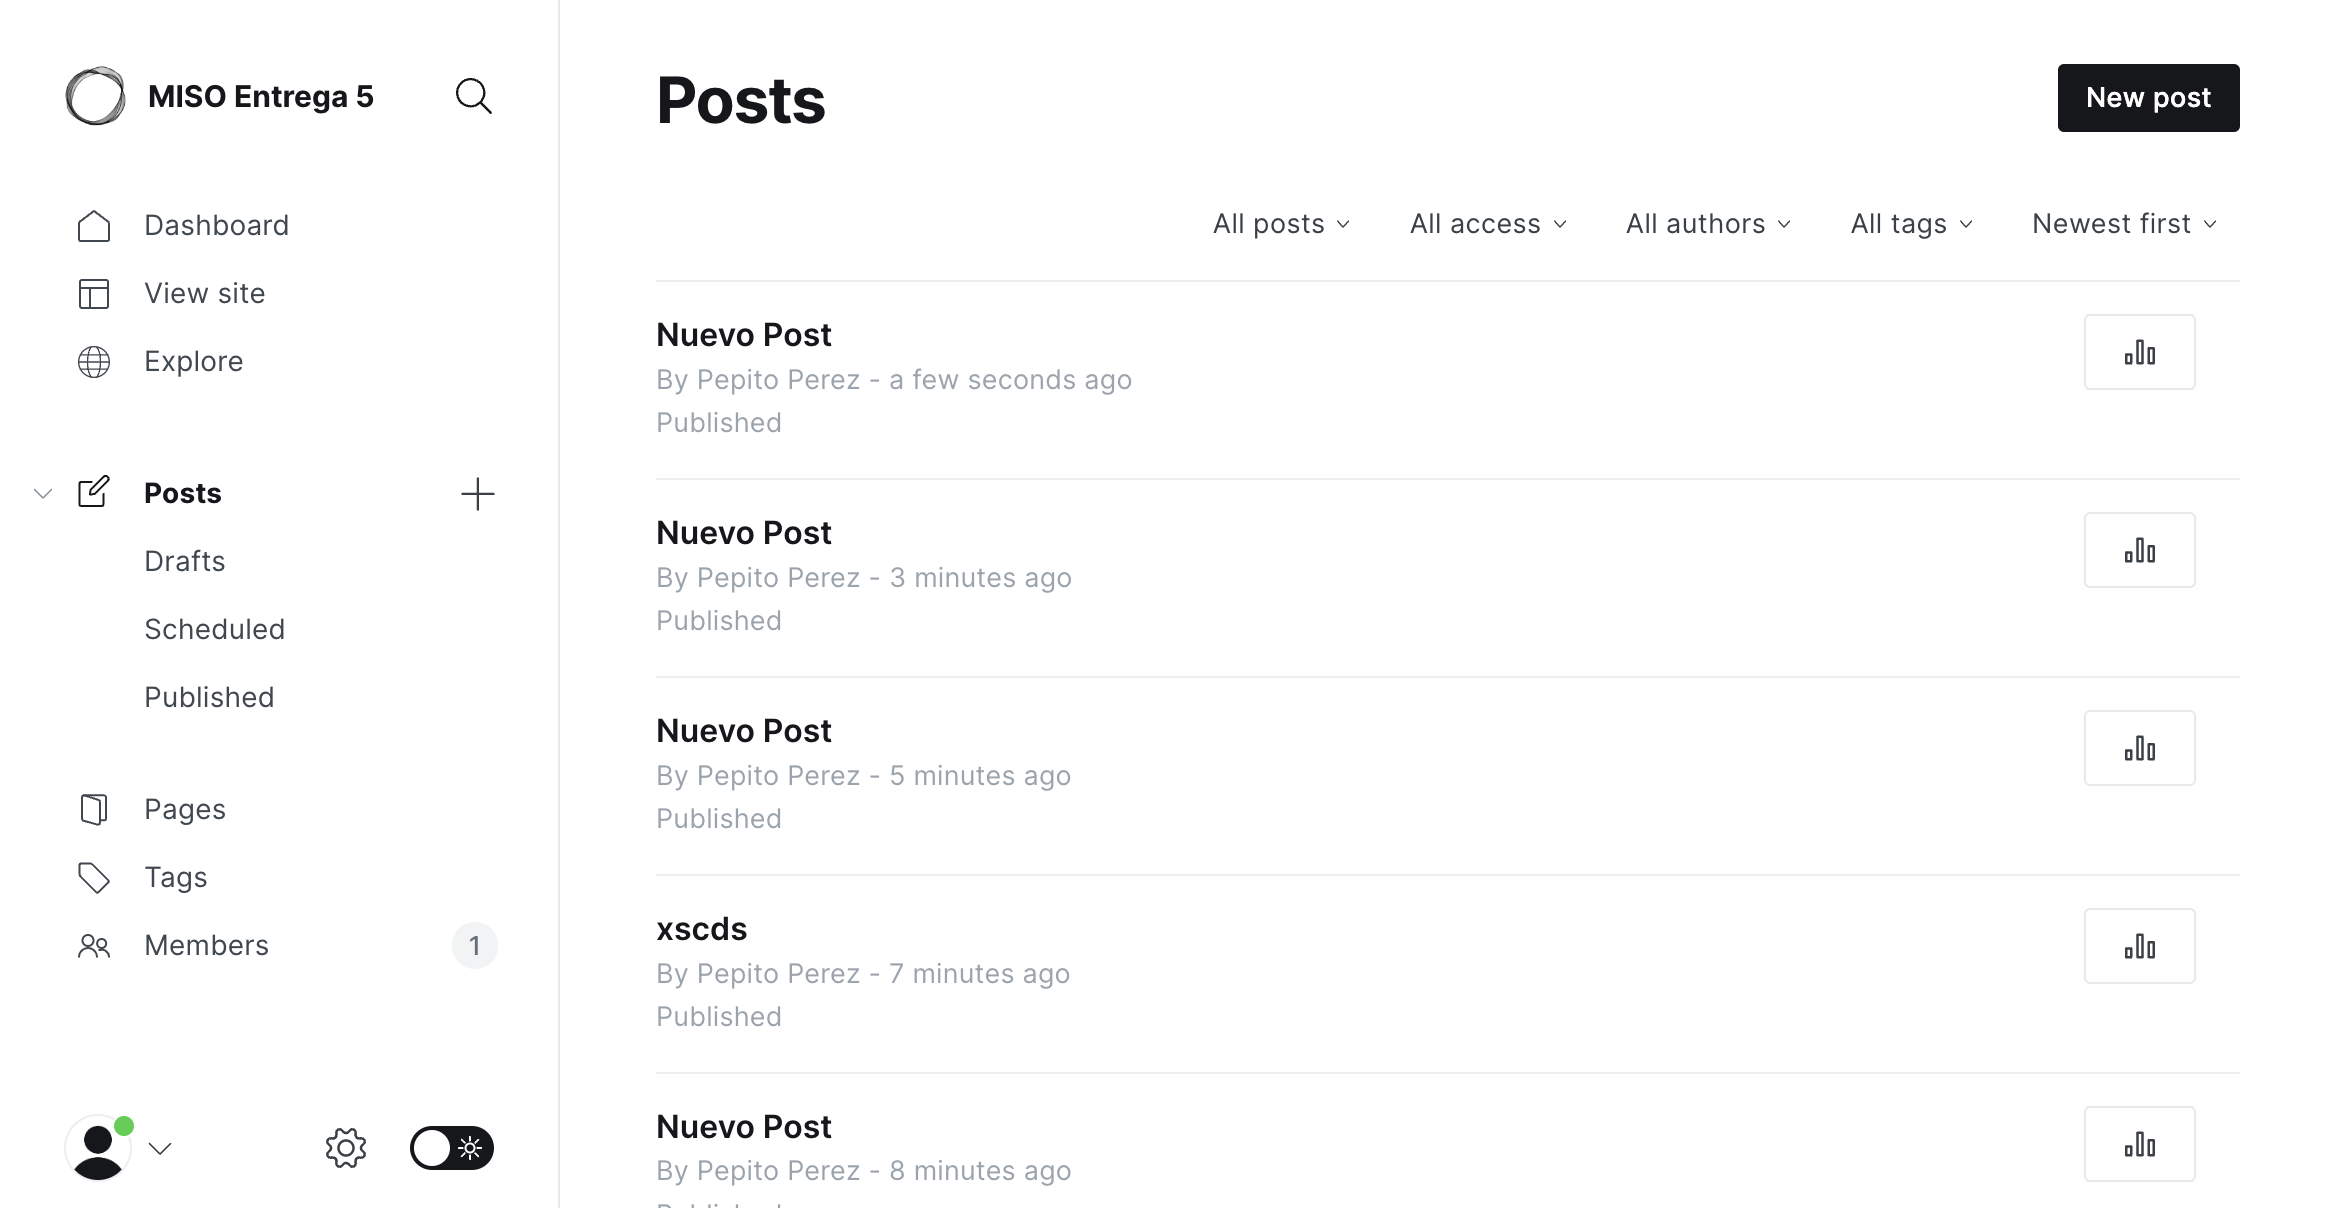 MISO Entrega 5
Dashboard
View site
Explore
Posts
Drafts
Scheduled
Published
Pages
Tags
Members 1
Posts
New post
All posts All access All authors All tags Newest first
Nuevo Post
By Pepito Perez - a few seconds ago
Published
Nuevo Post
By Pepito Perez - 3 minutes ago
Published
Nuevo Post
By Pepito Perez - 5 minutes ago
Published
xscds
By Pepito Perez - 7 minutes ago
Published
Nuevo Post
By Pepito Perez - 8 minutes ago